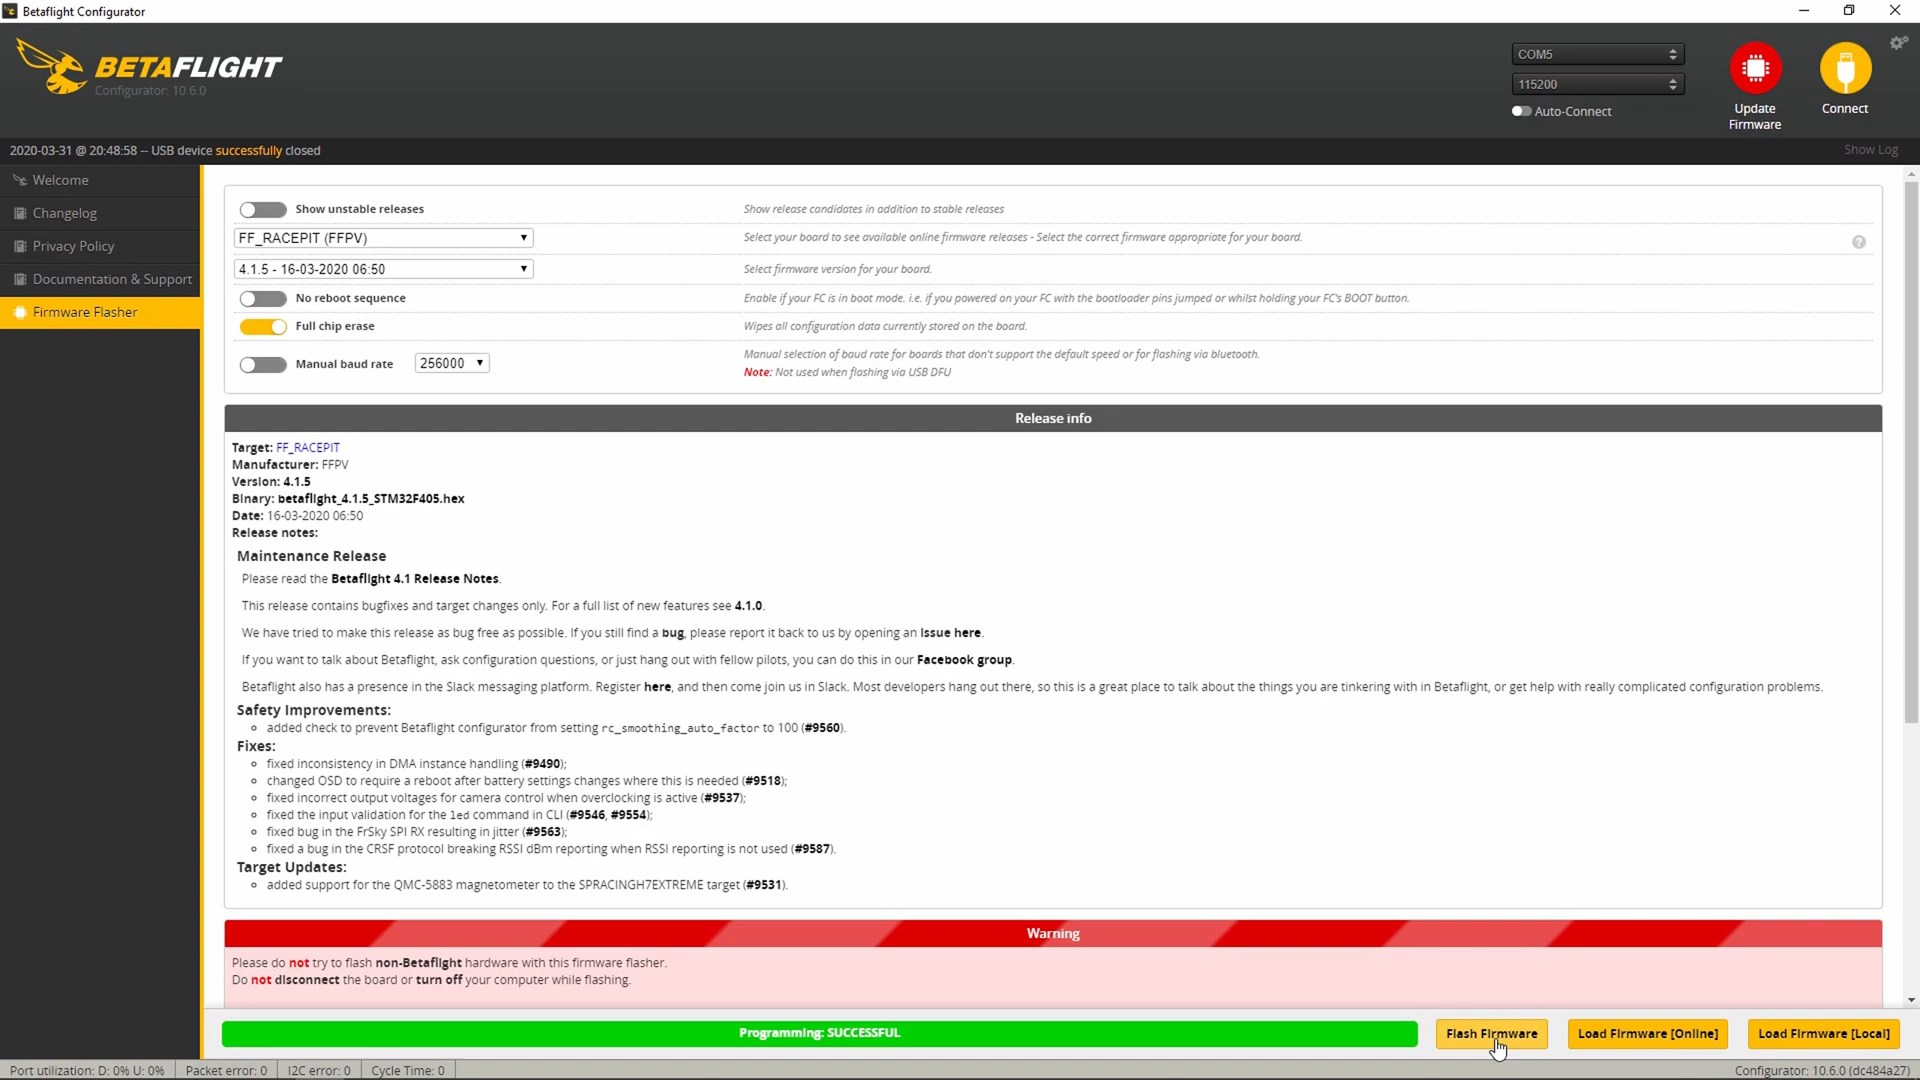 Betaflight Configurator
BETAFLIGHT
Configurator: 10.6.0
COM5
115200
Auto-Connect
Update
Firmware
Connect
2020-03-31 @ 20:48:58 -- USB device successfully closed
Show Log
Welcome
Changelog
Privacy Policy
Documentation & Support
Firmware Flasher
Show unstable releases
Show release candidates in addition to stable releases
FF_RACEPIT (FFPV)
Select your board to see available online firmware releases - Select the correct firmware appropriate for your board.
?
4.1.5 - 16-03-2020 06:50
Select firmware version for your board.
No reboot sequence
Enable if your FC is in boot mode. i.e. if you powered on your FC with the bootloader pins jumped or whilst holding your FC's BOOT button.
Full chip erase
Wipes all configuration data currently stored on the board.
Manual baud rate
256000
Manual selection of baud rate for boards that don't support the default speed or for flashing via bluetooth.
Note: Not used when flashing via USB DFU
Release info
Target: FF_RACEPIT
Manufacturer: FFPV
Version: 4.1.5
Binary: betaflight_4.1.5_STM32F405.hex
Date: 16-03-2020 06:50
Release notes:
Maintenance Release
Please read the Betaflight 4.1 Release Notes.
This release contains bugfixes and target changes only. For a full list of new features see 4.1.0.
We have tried to make this release as bug free as possible. If you still find a bug, please report it back to us by opening an Issue here.
If you want to talk about Betaflight, ask configuration questions, or just hang out with fellow pilots, you can do this in our Facebook group.
Betaflight also has a presence in the Slack messaging platform. Register here, and then come join us in Slack. Most developers hang out there, so this is a great place to talk about the things you are tinkering with in Betaflight, or get help with really complicated configuration problems.
Safety Improvements:
added check to prevent Betaflight configurator from setting rc_smoothing_auto_factor to 100 (#9560).
Fixes:
fixed inconsistency in DMA instance handling (#9490);
changed OSD to require a reboot after battery settings changes where this is needed (#9518);
fixed incorrect output voltages for camera control when overclocking is active (#9537);
fixed the input validation for the led command in CLI (#9546, #9554);
fixed bug in the FrSky SPI RX resulting in jitter (#9563);
fixed a bug in the CRSF protocol breaking RSSI dBm reporting when RSSI reporting is not used (#9587).
Target Updates:
added support for the QMC-5883 magnetometer to the SPRACINGH7EXTREME target (#9531).
Warning
Please do not try to flash non-Betaflight hardware with this firmware flasher.
Do not disconnect the board or turn off your computer while flashing.
Programming: SUCCESSFUL
Flash Firmware
Load Firmware [Online]
Load Firmware [Local]
Port utilization: D: 0% U: 0%
Packet error: 0
I2C error: 0
Cycle Time: 0
Configurator: 10.6.0 (dc484a27)